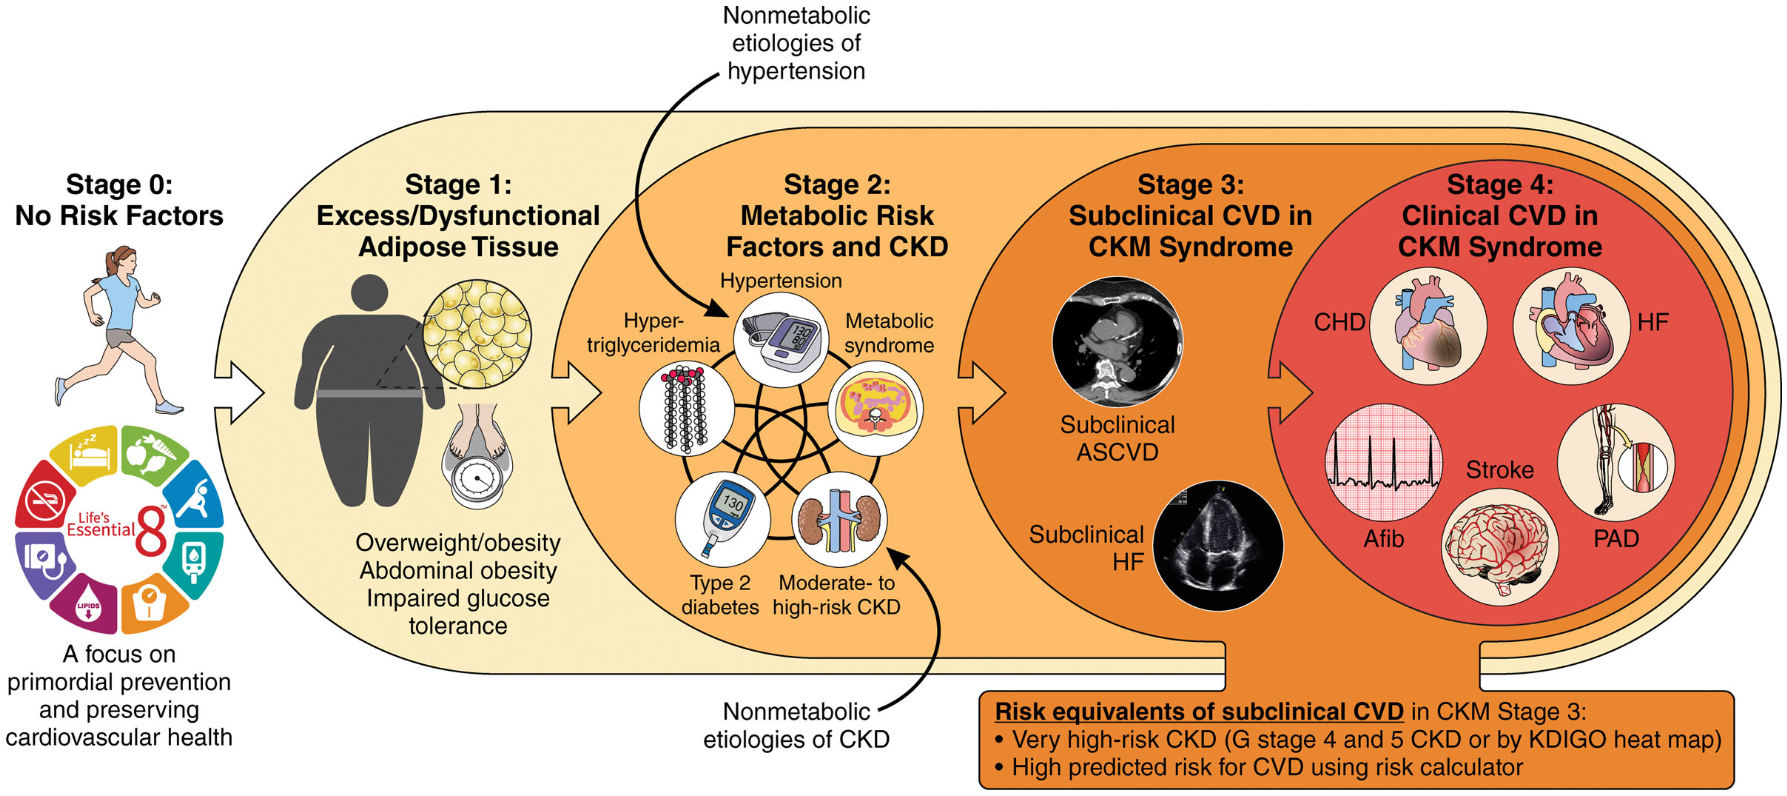 Nonmetabolic
etiologies of
hypertension
Stage 0:
No Risk Factors
Life's
Essential 8™
LIPIDS
A focus on
primordial prevention
and preserving
cardiovascular health
Stage 1:
Excess/Dysfunctional
Adipose Tissue
Overweight/obesity
Abdominal obesity
Impaired glucose
tolerance
Stage 2:
Metabolic Risk
Factors and CKD
Hypertension
130
80
Hyper-
triglyceridemia
Metabolic
syndrome
130
Type 2
diabetes
Moderate- to
high-risk CKD
Nonmetabolic
etiologies of CKD
Stage 3:
Subclinical CVD in
CKM Syndrome
Subclinical
ASCVD
Subclinical
HF
Stage 4:
Clinical CVD in
CKM Syndrome
CHD
HF
Afib
Stroke
PAD
Risk equivalents of subclinical CVD in CKM Stage 3:
• Very high-risk CKD (G stage 4 and 5 CKD or by KDIGO heat map)
• High predicted risk for CVD using risk calculator